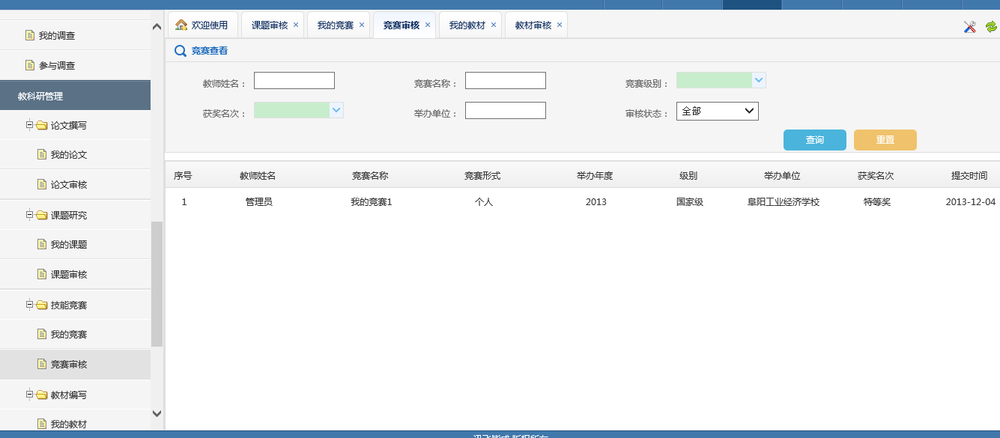 我的调查
参与调查
教科研管理
论文撰写
我的论文
论文审核
课题研究
我的课题
课题审核
技能竞赛
我的竞赛
竞赛审核
教材编写
我的教材
欢迎使用 课题审核 × 我的竞赛 × 竞赛审核 × 我的教材 × 教材审核 ×
竞赛查看
教师姓名： 竞赛名称： 竞赛级别：
获奖名次： 举办单位： 审核状态： 全部
查询 重置
序号 教师姓名 竞赛名称 竞赛形式 举办年度 级别 举办单位 获奖名次 提交时间
1 管理员 我的竞赛1 个人 2013 国家级 阜阳工业经济学校 特等奖 2013-12-04